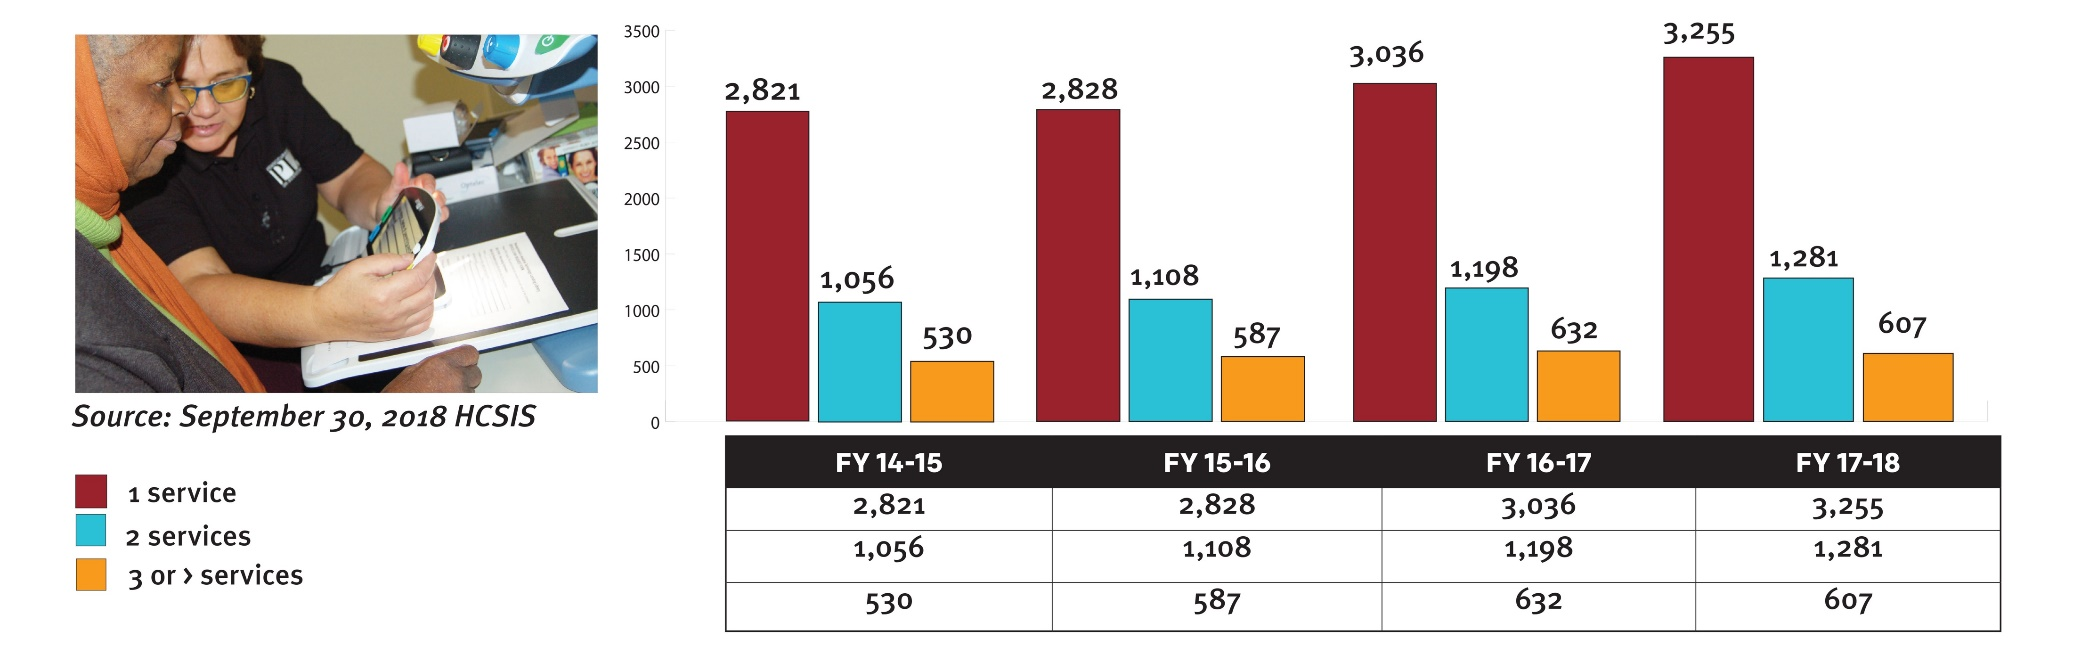 Source: September 30, 2018 HCSIS
1 service
2 services
3 or > services
3500
3000
2500
2000
1500
1000
500
0
2,821
1,056
530
2,828
1,108
587
3,036
1,198
632
3,255
1,281
607
FY 14-15 FY 15-16 FY 16-17 FY 17-18
2,821 2,828 3,036 3,255
1,056 1,108 1,198 1,281
530 587 632 607